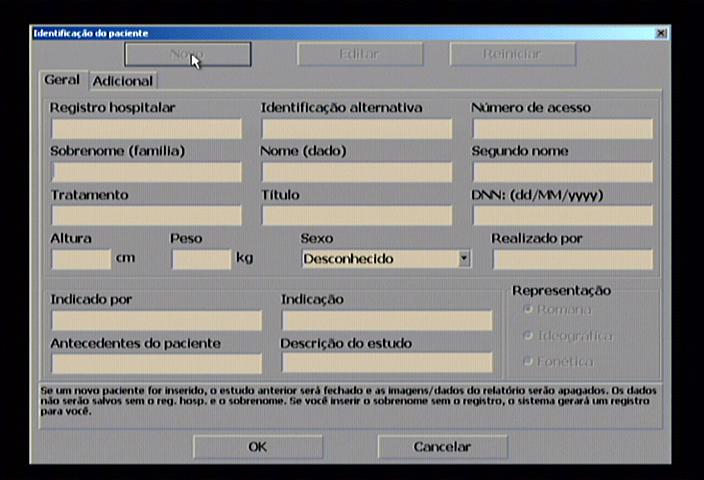 Identificação do paciente
Novo Editar Reiniciar
Geral Adicional
Registro hospitalar Identificação alternativa Número de acesso
Sobrenome (família) Nome (dado) Segundo nome
Tratamento Título DNN: (dd/MM/yyyy)
Altura Peso Sexo Realizado por
cm kg Desconhecido
Indicado por Indicação Representação
Romana
Antecedentes do paciente Descrição do estudo Ideográfica
Fonética
Se um novo paciente for inserido, o estudo anterior será fechado e as imagens/dados do relatório serão apagados. Os dados
não serão salvos sem o reg. hosp. e o sobrenome. Se você inserir o sobrenome sem o registro, o sistema gerará um registro
para você.
OK Cancelar